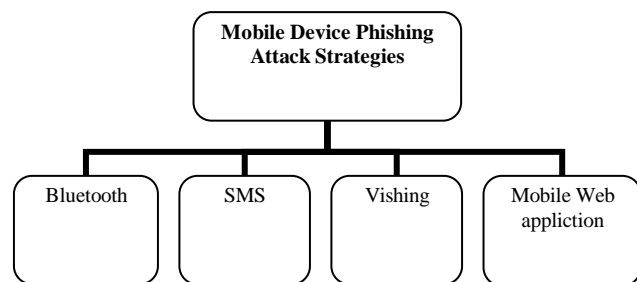 Mobile Device Phishing
Attack Strategies
Bluetooth
SMS
Vishing
Mobile Web
appliction